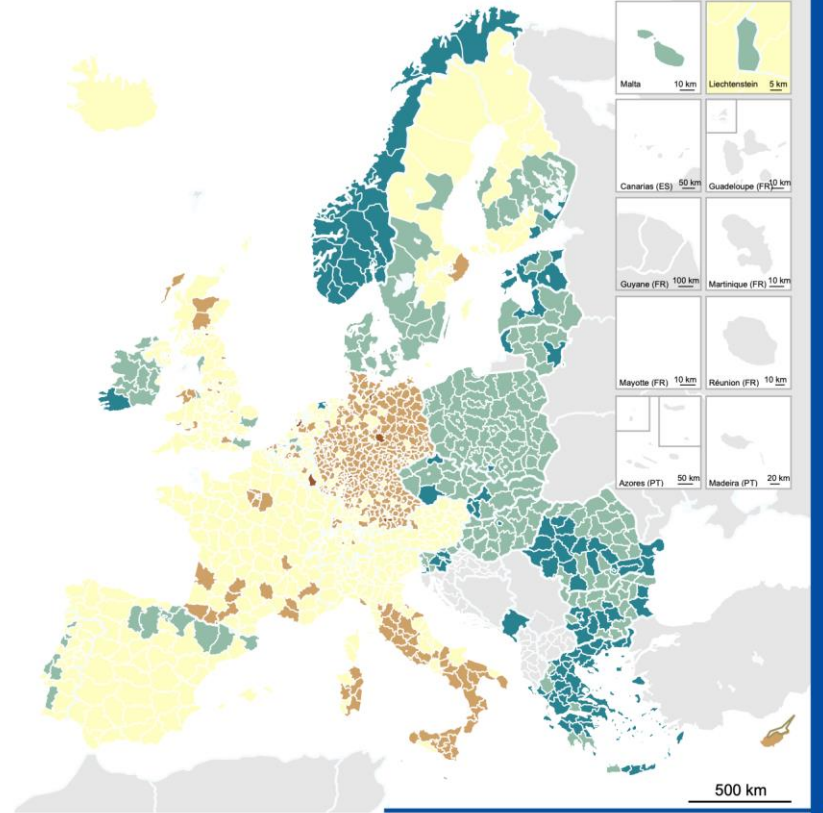 Malta 10 km
Liechtenstein 5 km
Canarias (ES) 50 km
Guadeloupe (FR) 10 km
Guyane (FR) 100 km
Martinique (FR) 10 km
Mayotte (FR) 10 km
Réunion (FR) 10 km
Azores (PT) 50 km
Madeira (PT) 20 km
500 km